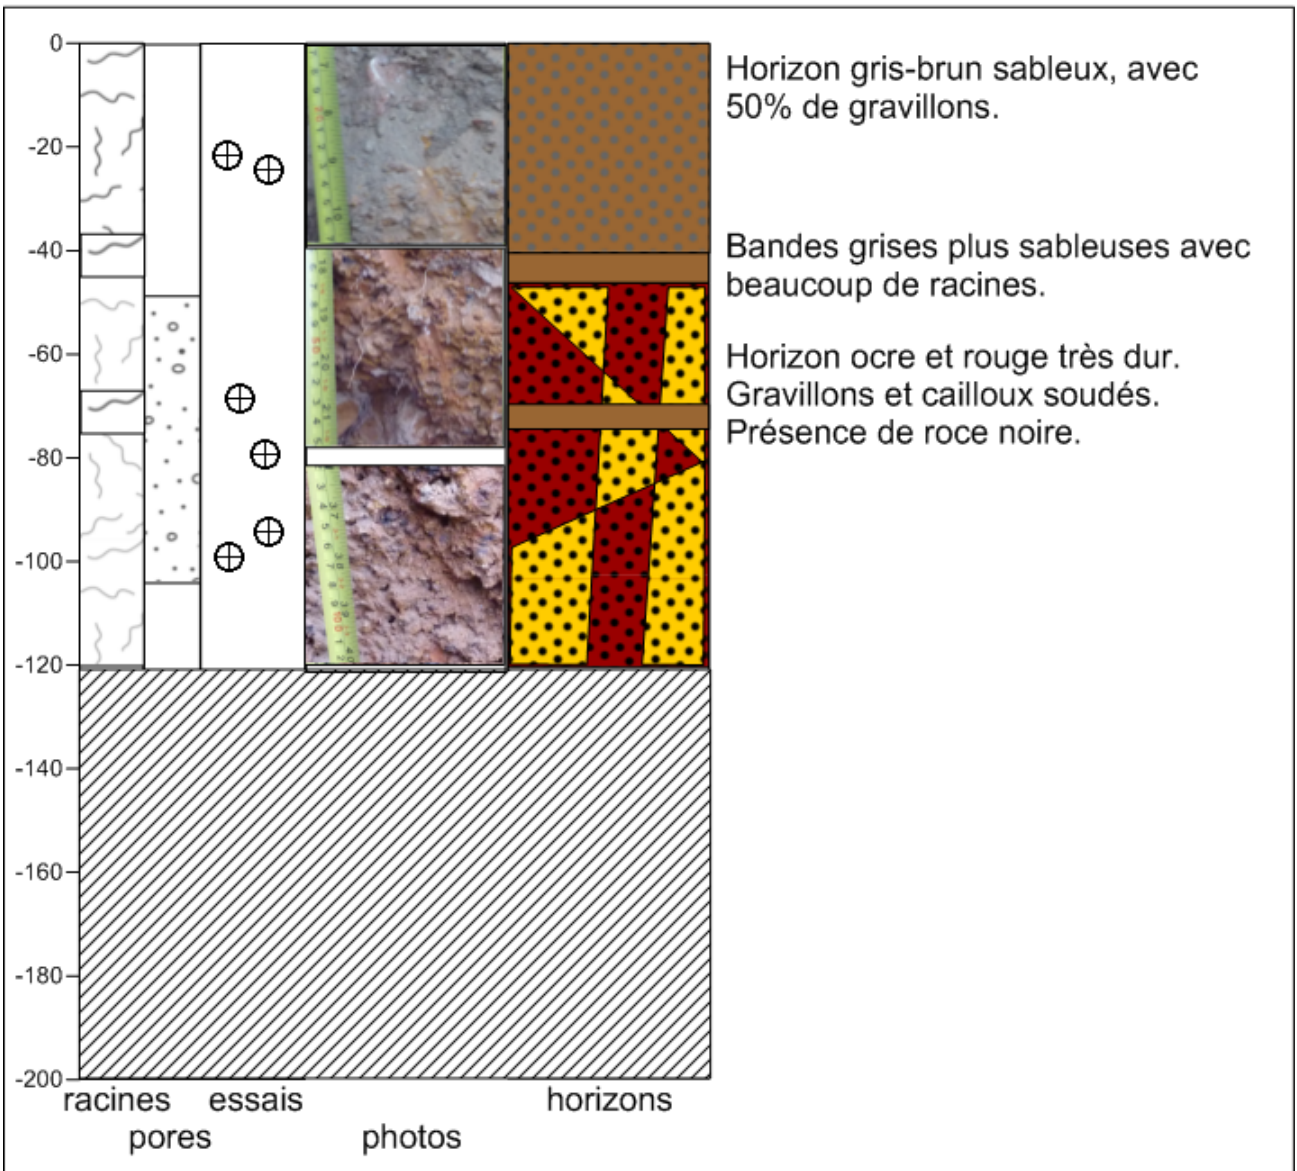 0
Horizon gris-brun sableux, avec
50% de gravillons.
-20
-40
Bandes grises plus sableuses avec
beaucoup de racines.
-60
Horizon ocre et rouge très dur.
Gravillons et cailloux soudés.
Présence de roce noire.
-80
-100
-120
-140
-160
-180
-200
racines essais horizons
pores photos